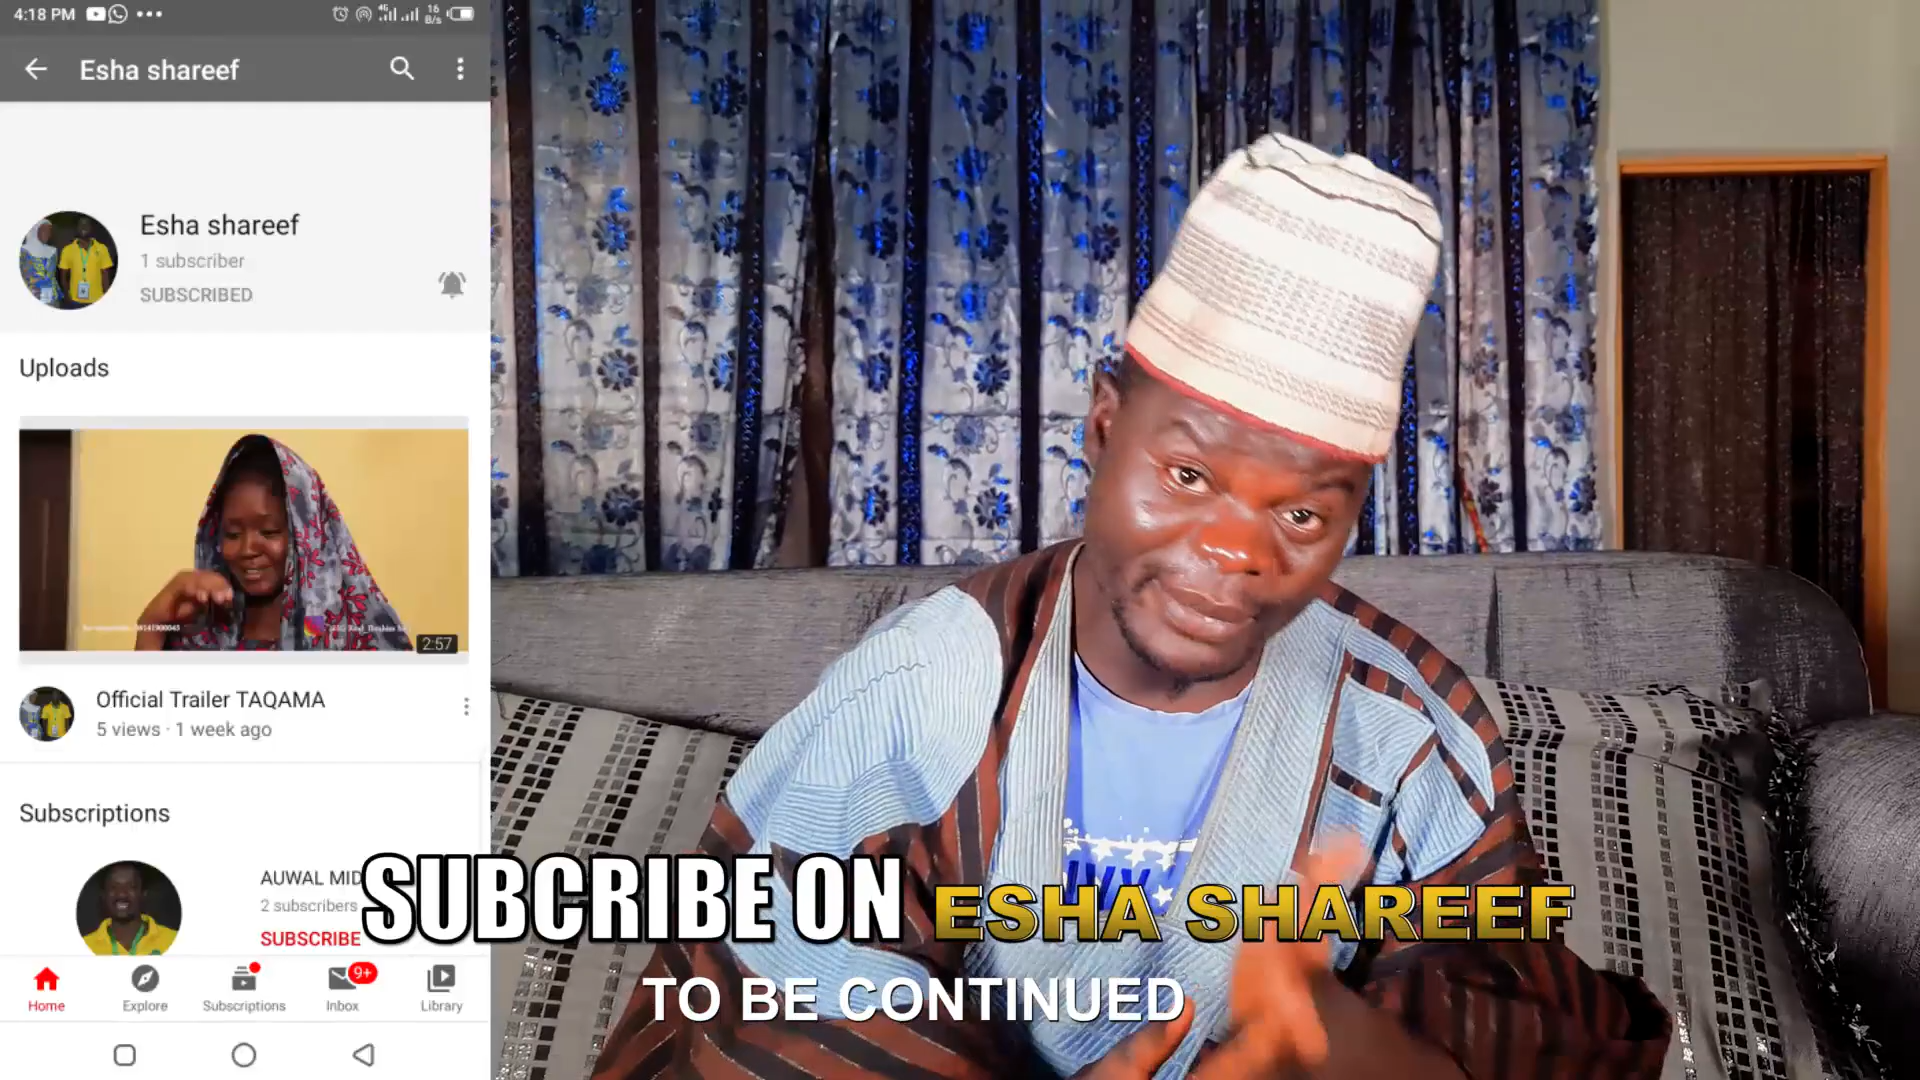 4:18 PM
4G
16
B/s
Esha shareef
Esha shareef
1 subscriber
SUBSCRIBED
Uploads
2:57
Official Trailer TAQAMA
5 views · 1 week ago
Subscriptions
AUWAL MID
2 subscribers
SUBSCRIBE
SUBCRIBE ON ESHA SHAREEF
TO BE CONTINUED
9+
Home
Explore
Subscriptions
Inbox
Library